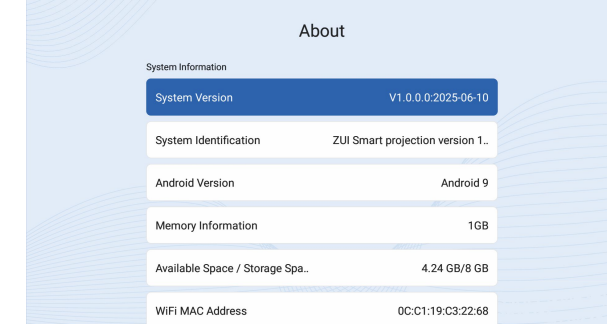 About
System Information
System Version V1.0.0.0:2025-06-10
System Identification ZUI Smart projection version 1..
Android Version Android 9
Memory Information 1GB
Available Space / Storage Spa.. 4.24 GB/8 GB
WiFi MAC Address 0C:C1:19:C3:22:68